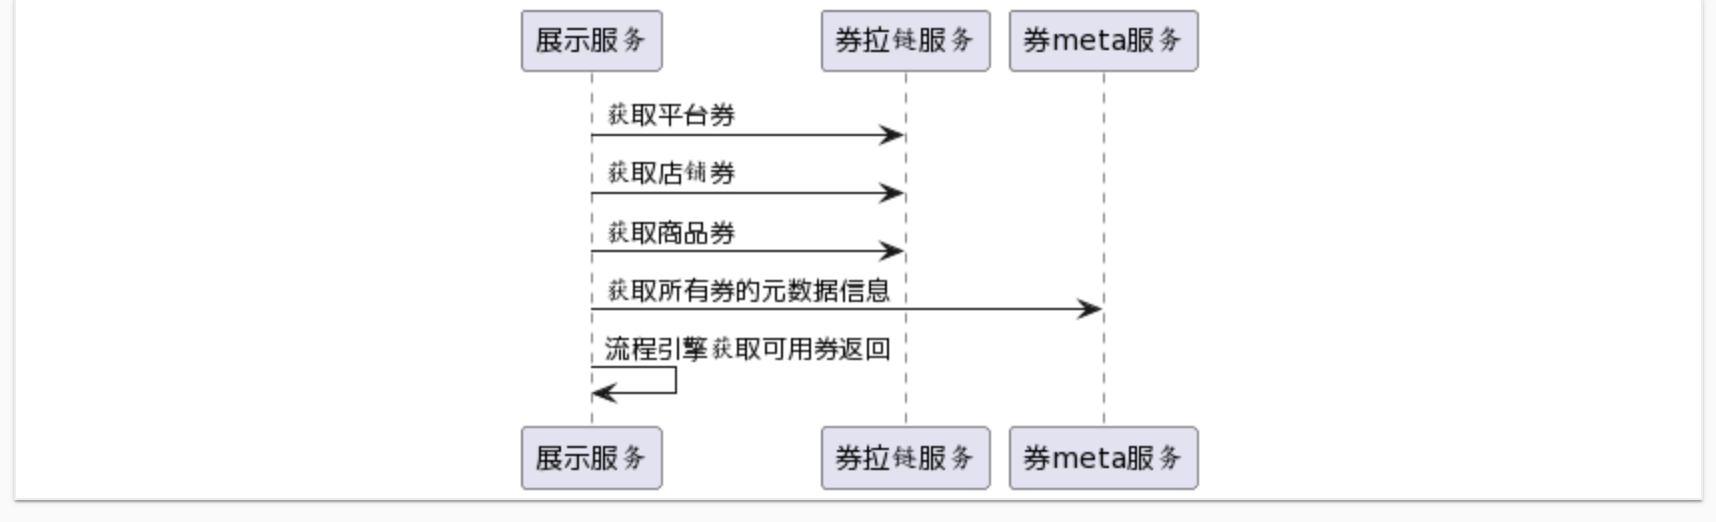 展示服务
券拉链服务
券meta服务
获取平台券
获取店铺券
获取商品券
获取所有券的元数据信息
流程引擎获取可用券返回
展示服务
券拉链服务
券meta服务